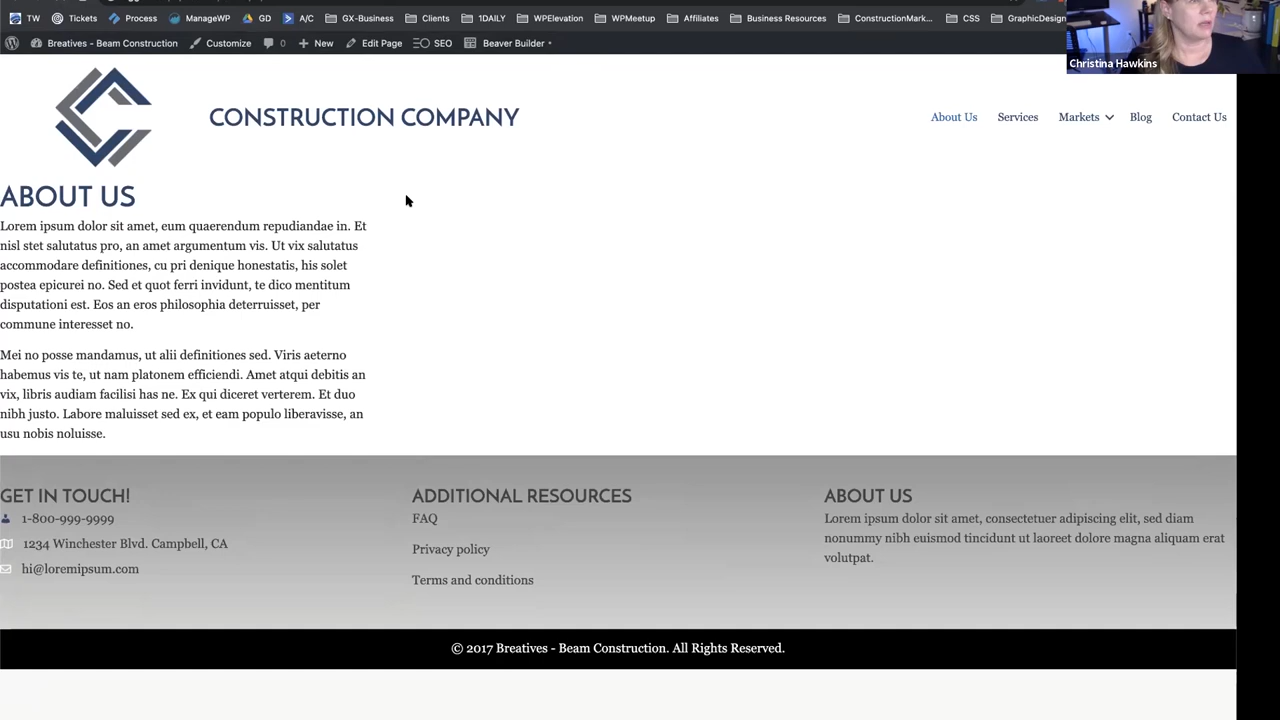 TW Tickets Process ManageWP GD A/C GX-Business Clients 1DAILY WPElevation WPMeetup Affiliates Business Resources ConstructionMark... CSS GraphicDesign
Breatives - Beam Construction Customize 0 New Edit Page SEO Beaver Builder
Christina Hawkins
CONSTRUCTION COMPANY
About Us Services Markets Blog Contact Us
ABOUT US
Lorem ipsum dolor sit amet, eum quaerendum repudiandae in. Et
nisl stet salutatus pro, an amet argumentum vis. Ut vix salutatus
accommodare definitiones, cu pri denique honestatis, his solet
postea epicurei no. Sed et quot ferri invidunt, te dico mentitum
disputationi est. Eos an eros philosophia deterruisset, per
commune interesset no.
Mei no posse mandamus, ut alii definitiones sed. Viris aeterno
habemus vis te, ut nam platonem efficiendi. Amet atqui debitis an
vix, libris audiam facilisi has ne. Ex qui diceret verterem. Et duo
nibh justo. Labore maluisset sed ex, et eam populo liberavisse, an
usu nobis noluisse.
GET IN TOUCH!
1-800-999-9999
1234 Winchester Blvd. Campbell, CA
hi@loremipsum.com
ADDITIONAL RESOURCES
FAQ
Privacy policy
Terms and conditions
ABOUT US
Lorem ipsum dolor sit amet, consectetuer adipiscing elit, sed diam
nonummy nibh euismod tincidunt ut laoreet dolore magna aliquam erat
volutpat.
© 2017 Breatives - Beam Construction. All Rights Reserved.